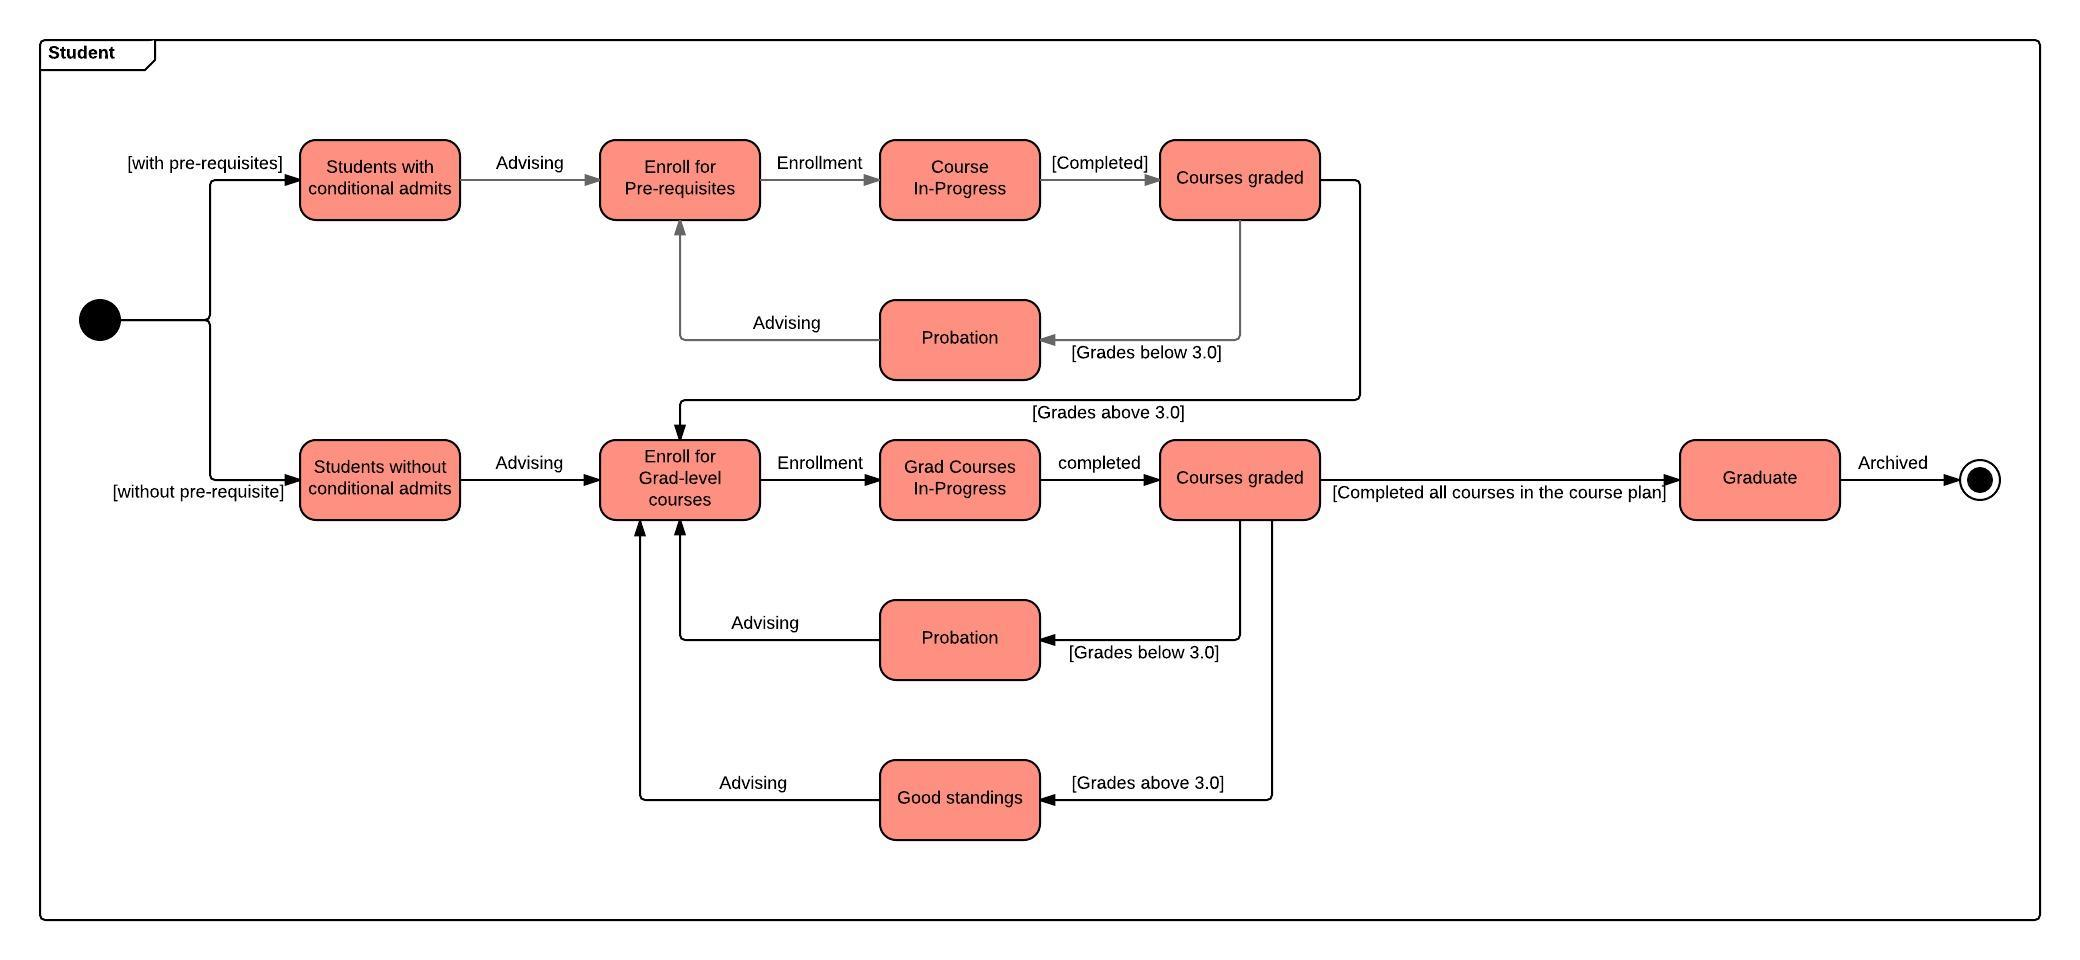 Student
[with pre-requisites]
Students with
conditional admits
Advising
Enroll for
Pre-requisites
Enrollment
Course
In-Progress
[Completed]
Courses graded
Advising
Probation
[Grades below 3.0]
[Grades above 3.0]
[without pre-requisite]
Students without
conditional admits
Advising
Enroll for
Grad-level
courses
Enrollment
Grad Courses
In-Progress
completed
Courses graded
[Completed all courses in the course plan]
Graduate
Archived
Advising
Probation
[Grades below 3.0]
Advising
Good standings
[Grades above 3.0]